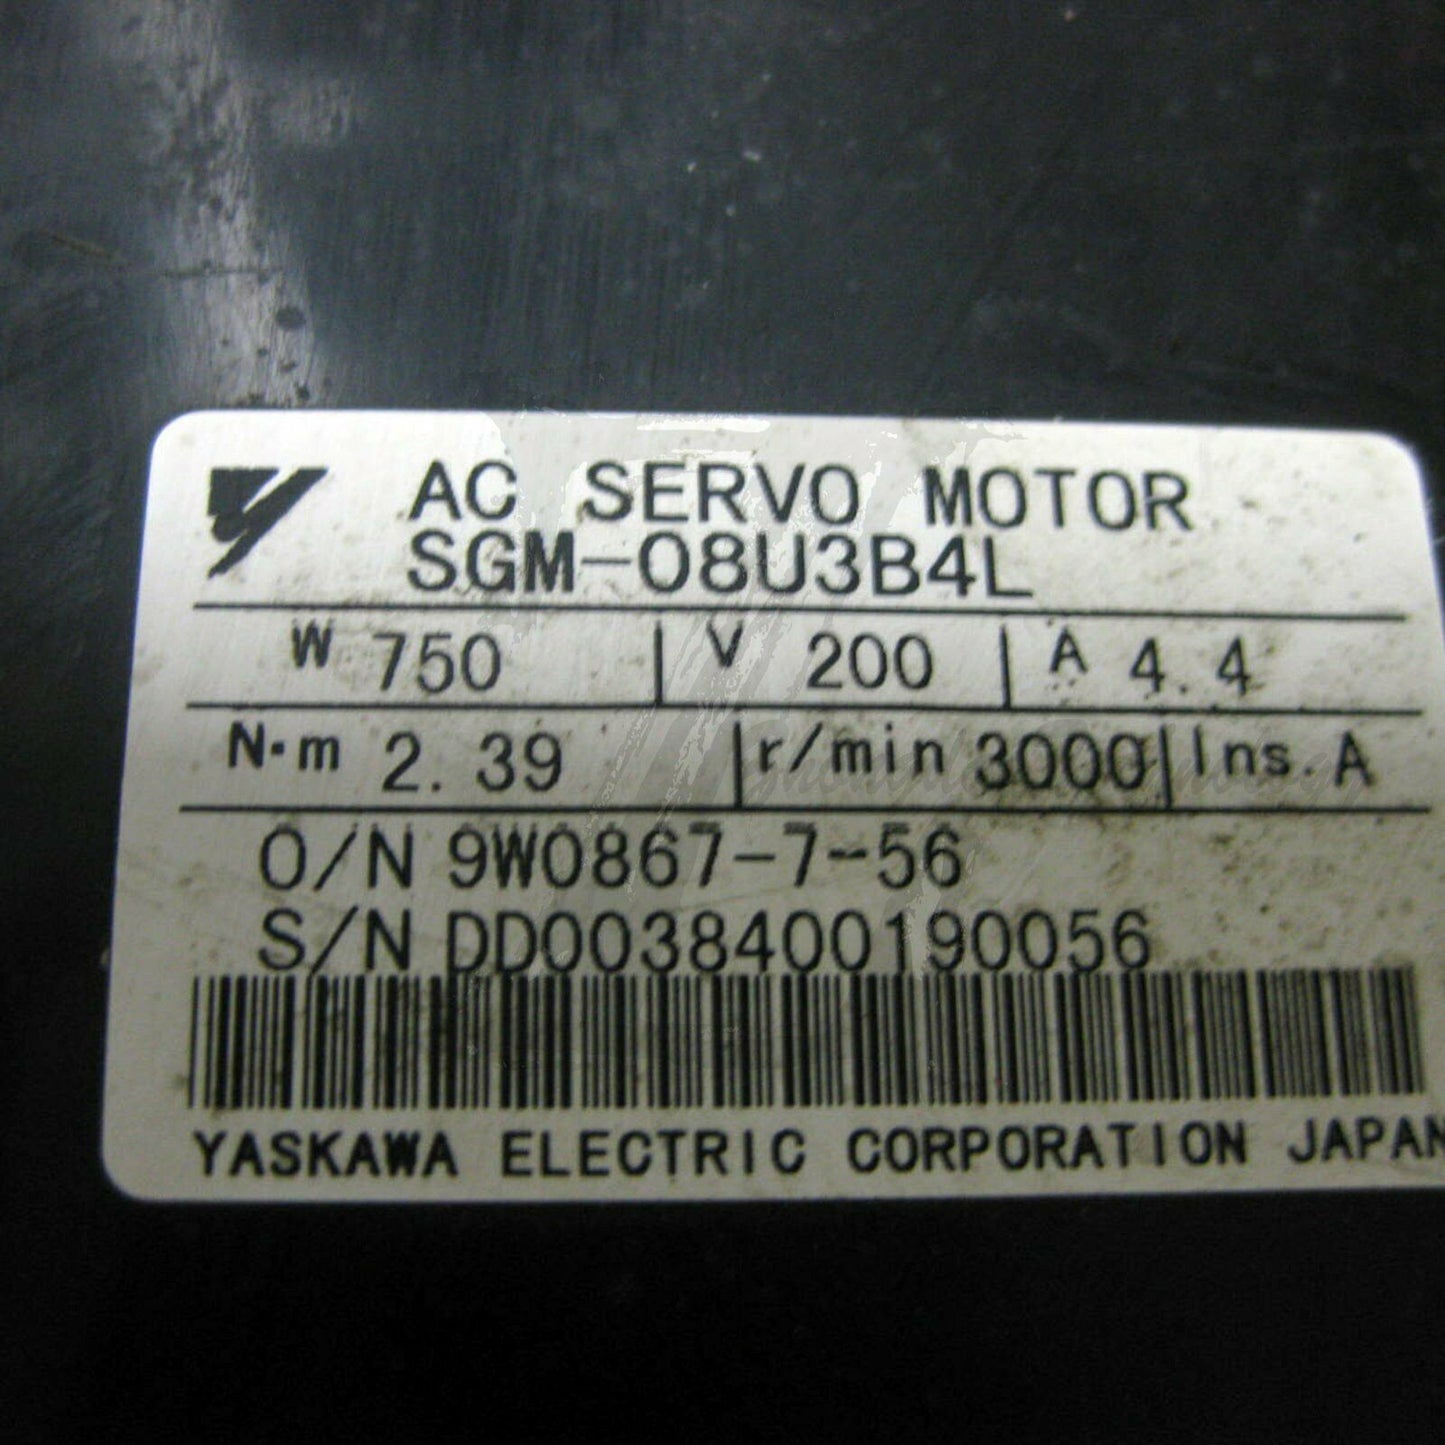 AC SERVO MOTOR
SGM-08U3B4L
W 750 V 200 A 4.4
N·m 2.39 r/min 3000 Ins. A
O/N 9W0867-7-56
S/N DD0038400190056
YASKAWA ELECTRIC CORPORATION JAPAN